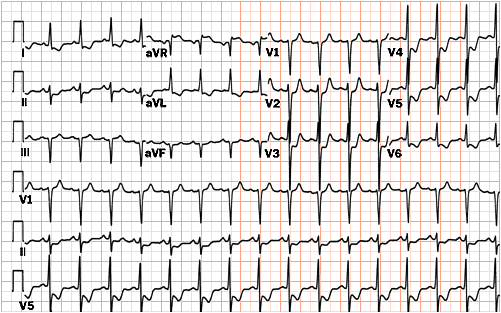 I aVR V1 V4
II aVL V2 V5
III aVF V3 V6
V1
II
V5